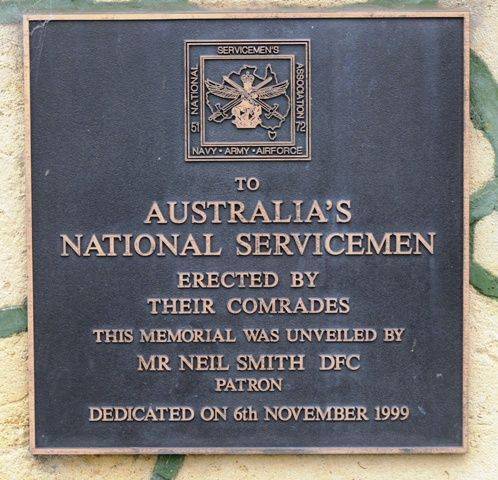 SERVICEMEN'S
NATIONAL
ASSOCIATION
51
72
NAVY • ARMY • AIRFORCE
TO
AUSTRALIA'S
NATIONAL SERVICEMEN
ERECTED BY
THEIR COMRADES
THIS MEMORIAL WAS UNVEILED BY
MR NEIL SMITH DFC
PATRON
DEDICATED ON 6th NOVEMBER 1999